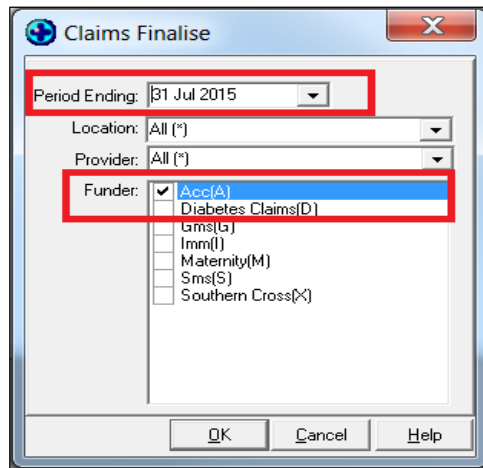 Claims Finalise
Period Ending: 31 Jul 2015
Location: All (*)
Provider: All (*)
Funder: Acc(A)
Diabetes Claims(D)
Gms(G)
Imm(I)
Maternity(M)
Sms(S)
Southern Cross(X)
OK Cancel Help